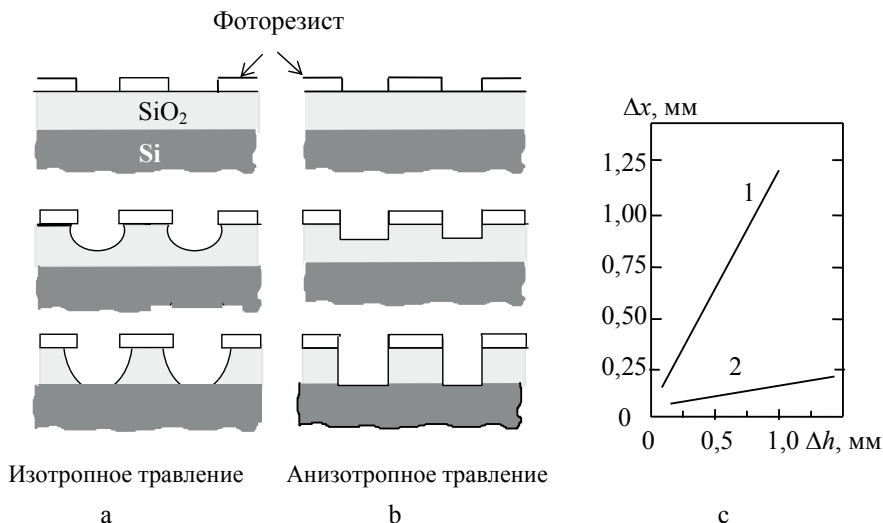 Фоторезист
SiO₂
Si
Изотропное травление
a
Анизотропное травление
b
Δx, мм
1,25
1,00
0,75
0,50
0,25
0
1
2
0 0,5 1,0 Δh, мм
c